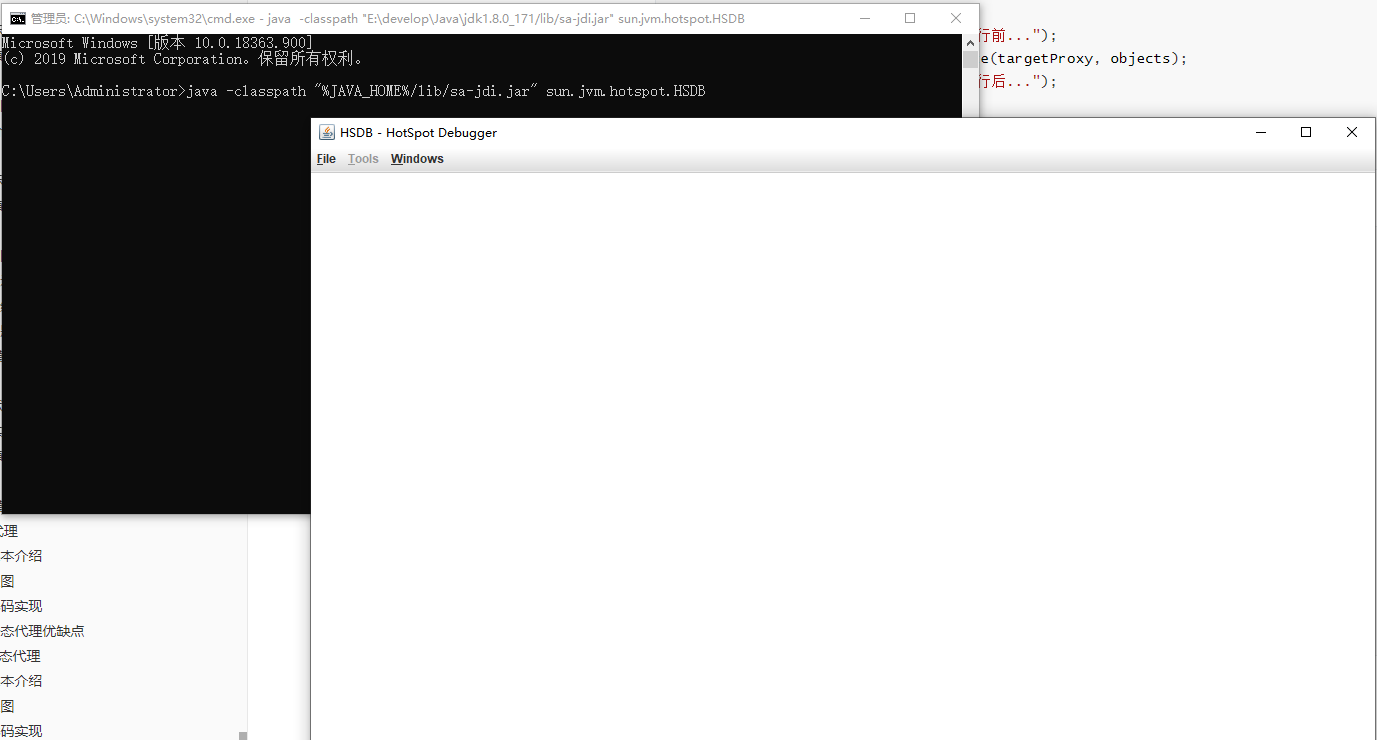 管理员: C:\Windows\system32\cmd.exe - java -classpath "E:\develop\Java\jdk1.8.0_171/lib/sa-jdi.jar" sun.jvm.hotspot.HSDB
Microsoft Windows [版本 10.0.18363.900]
(c) 2019 Microsoft Corporation。保留所有权利。
C:\Users\Administrator>java -classpath "%JAVA_HOME%/lib/sa-jdi.jar" sun.jvm.hotspot.HSDB
行前...");
e(targetProxy, objects);
行后...");
HSDB - HotSpot Debugger
File Tools Windows
代理
本介绍
图
码实现
态代理优缺点
态代理
本介绍
图
码实现